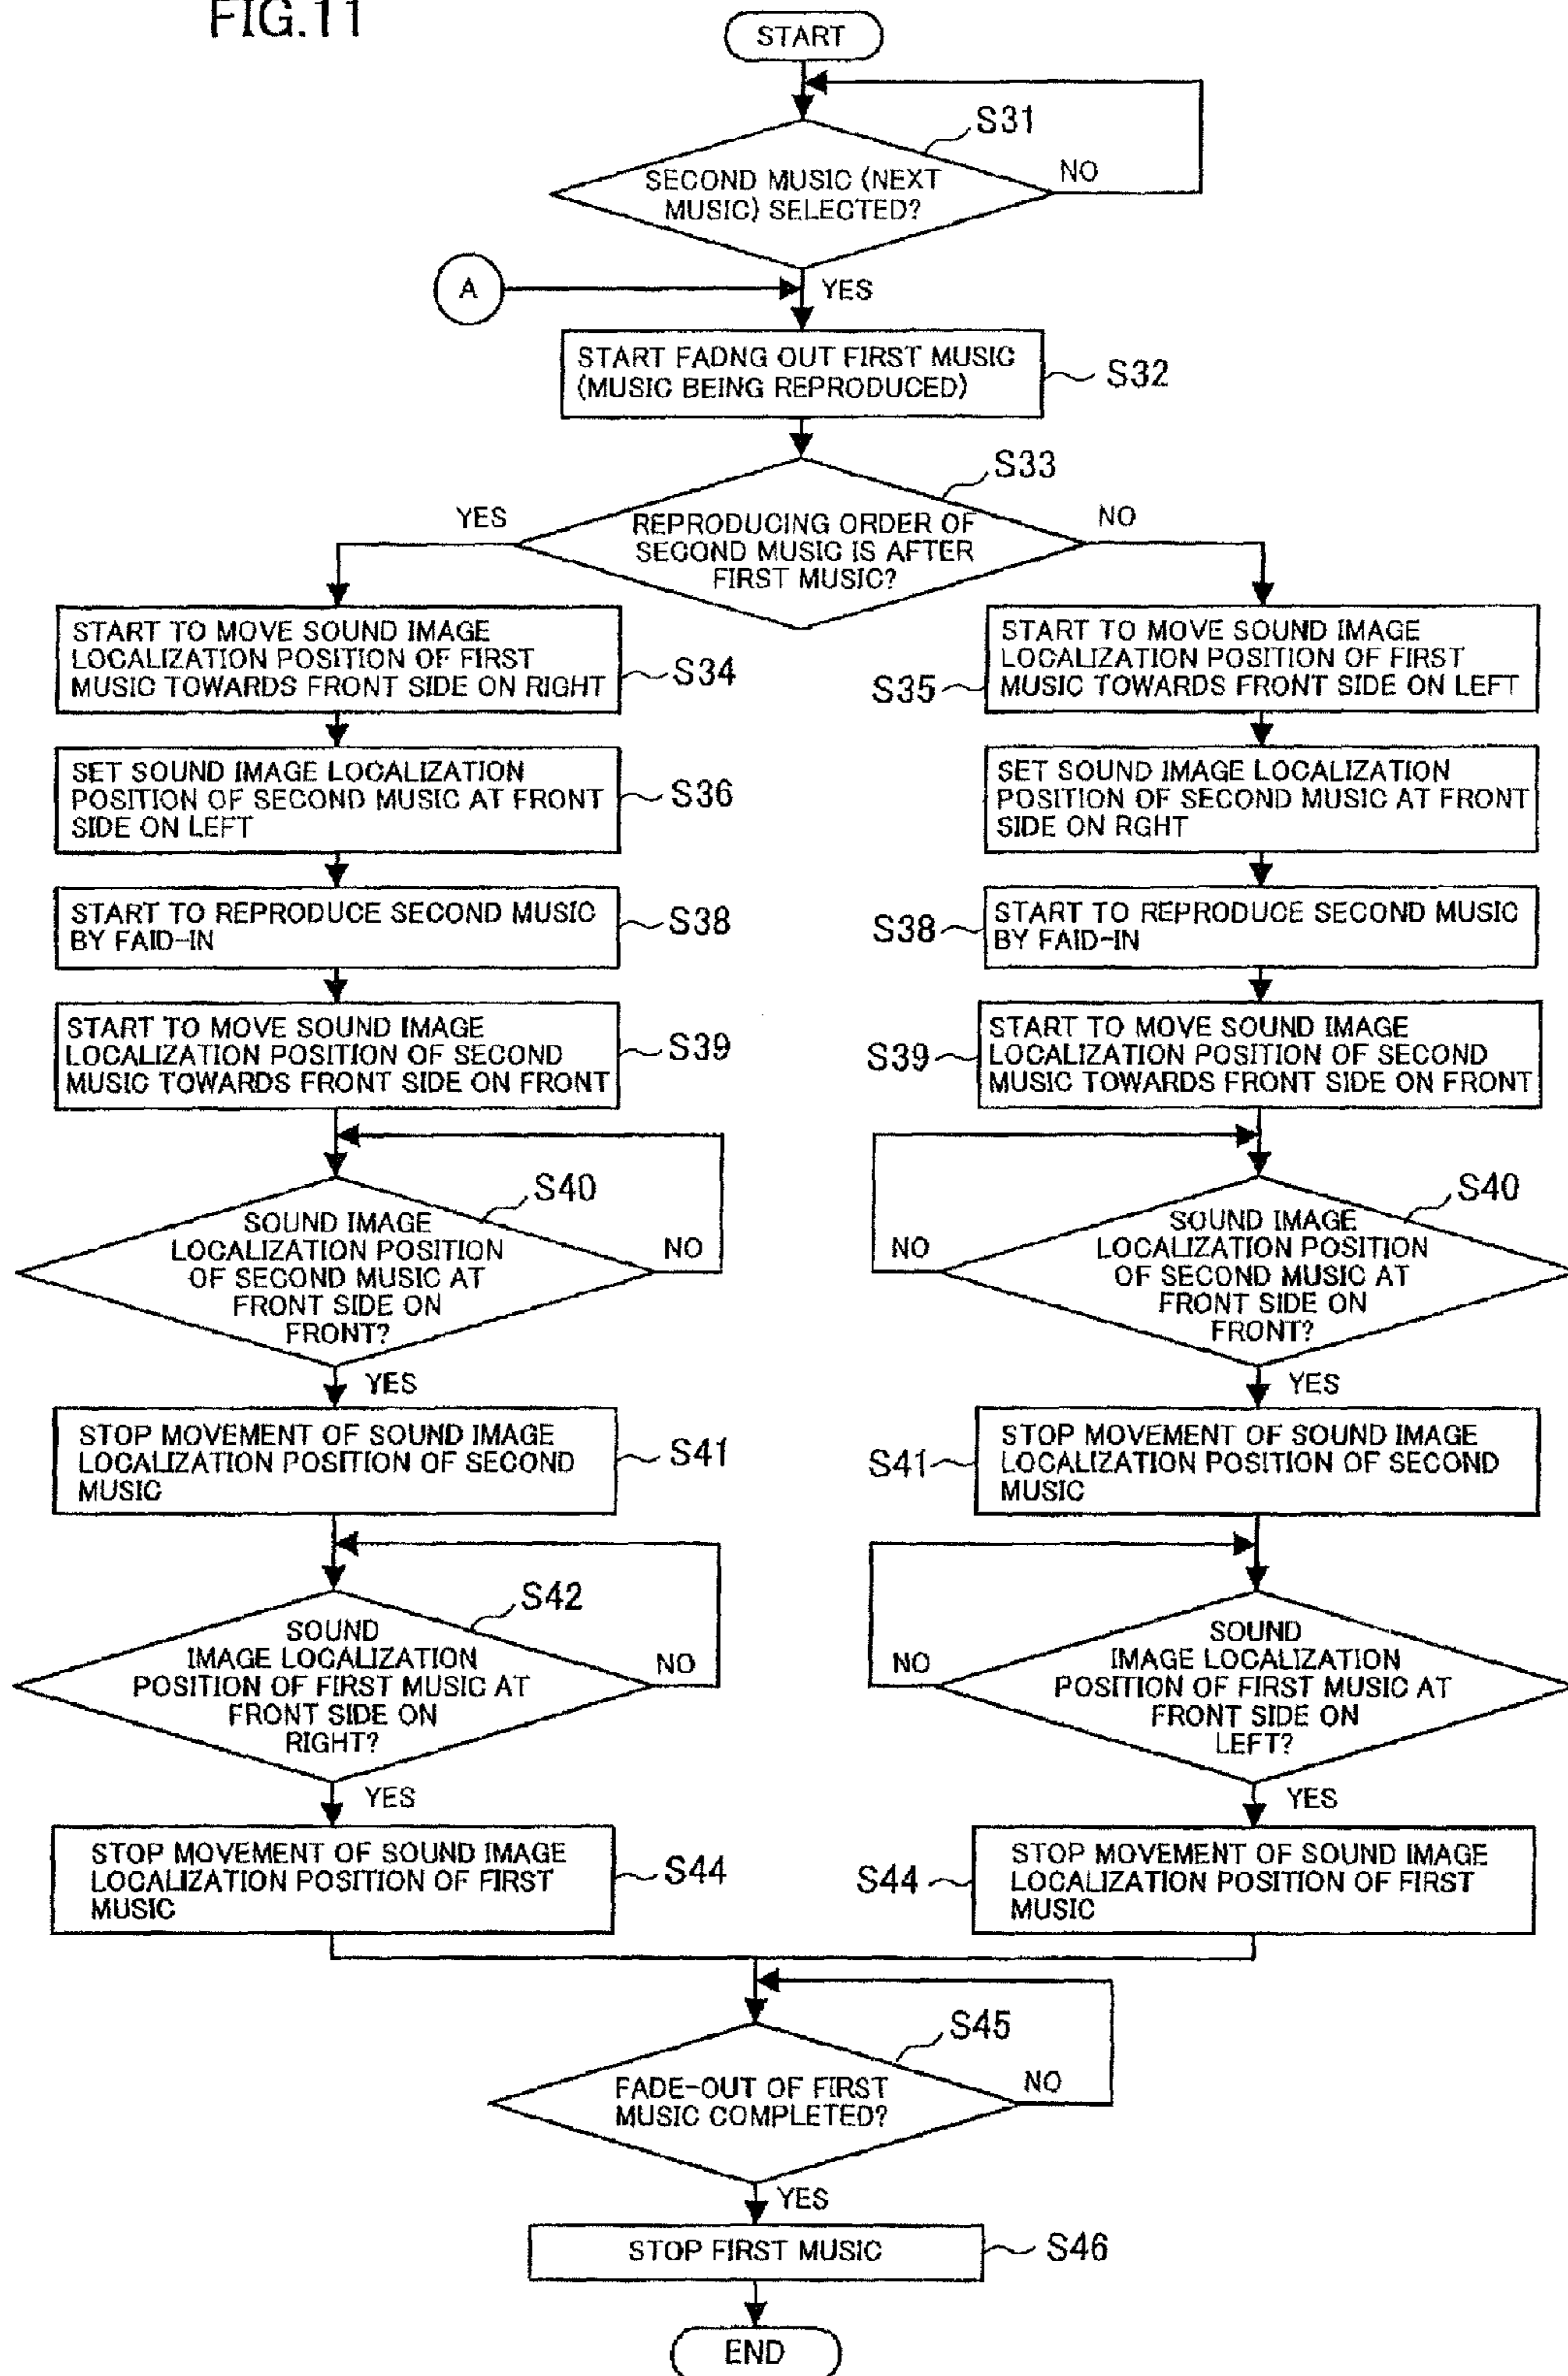 FIG.11
START
S31
SECOND MUSIC (NEXT
MUSIC) SELECTED?
NO
A
YES
START FADNG OUT FIRST MUSIC
(MUSIC BEING REPRODUCED)
S32
S33
YES
REPRODUCING ORDER OF
SECOND MUSIC IS AFTER
FIRST MUSIC?
NO
START TO MOVE SOUND IMAGE
LOCALIZATION POSITION OF FIRST
MUSIC TOWARDS FRONT SIDE ON RIGHT
S34
SET SOUND IMAGE LOCALIZATION
POSITION OF SECOND MUSIC AT FRONT
SIDE ON LEFT
S36
START TO REPRODUCE SECOND MUSIC
BY FAID-IN
S38
START TO MOVE SOUND IMAGE
LOCALIZATION POSITION OF SECOND
MUSIC TOWARDS FRONT SIDE ON FRONT
S39
S40
SOUND IMAGE
LOCALIZATION POSITION
OF SECOND MUSIC AT
FRONT SIDE ON
FRONT?
NO
YES
STOP MOVEMENT OF SOUND IMAGE
LOCALIZATION POSITION OF SECOND
MUSIC
S41
S42
SOUND
IMAGE LOCALIZATION
POSITION OF FIRST MUSIC AT
FRONT SIDE ON
RIGHT?
NO
YES
STOP MOVEMENT OF SOUND IMAGE
LOCALIZATION POSITION OF FIRST
MUSIC
S44
START TO MOVE SOUND IMAGE
LOCALIZATION POSITION OF FIRST
MUSIC TOWARDS FRONT SIDE ON LEFT
S35
SET SOUND IMAGE LOCALIZATION
POSITION OF SECOND MUSIC AT FRONT
SIDE ON RGHT
START TO REPRODUCE SECOND MUSIC
BY FAID-IN
S38
START TO MOVE SOUND IMAGE
LOCALIZATION POSITION OF SECOND
MUSIC TOWARDS FRONT SIDE ON FRONT
S39
S40
SOUND IMAGE
LOCALIZATION POSITION
OF SECOND MUSIC AT
FRONT SIDE ON
FRONT?
NO
YES
STOP MOVEMENT OF SOUND IMAGE
LOCALIZATION POSITION OF SECOND
MUSIC
S41
SOUND
IMAGE LOCALIZATION
POSITION OF FIRST MUSIC AT
FRONT SIDE ON
LEFT?
NO
YES
STOP MOVEMENT OF SOUND IMAGE
LOCALIZATION POSITION OF FIRST
MUSIC
S44
S45
FADE-OUT OF FIRST
MUSIC COMPLETED?
NO
YES
STOP FIRST MUSIC
S46
END